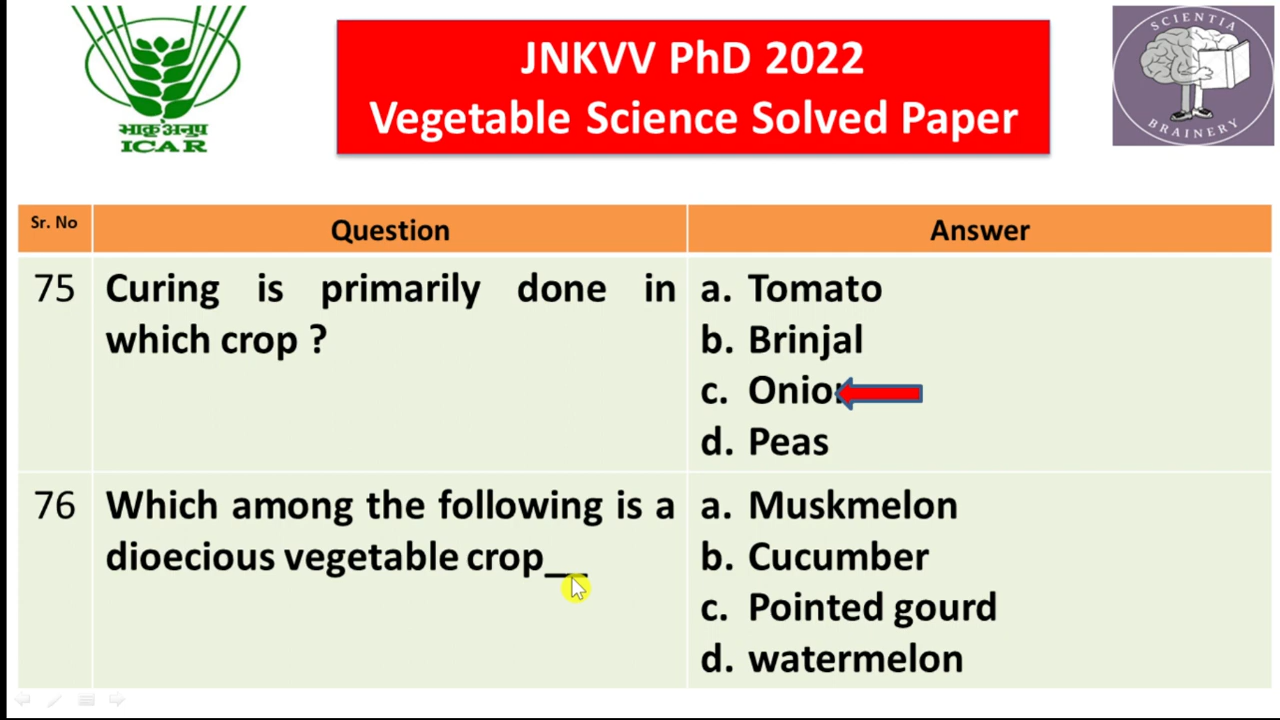 JNKVV PhD 2022
Vegetable Science Solved Paper
भाकृअनुप
ICAR
SCIENTIA
BRAINERY
Sr. No
Question
Answer
75
Curing is primarily done in
which crop ?
a. Tomato
b. Brinjal
c. Onion
d. Peas
76
Which among the following is a
dioecious vegetable crop__
a. Muskmelon
b. Cucumber
c. Pointed gourd
d. watermelon